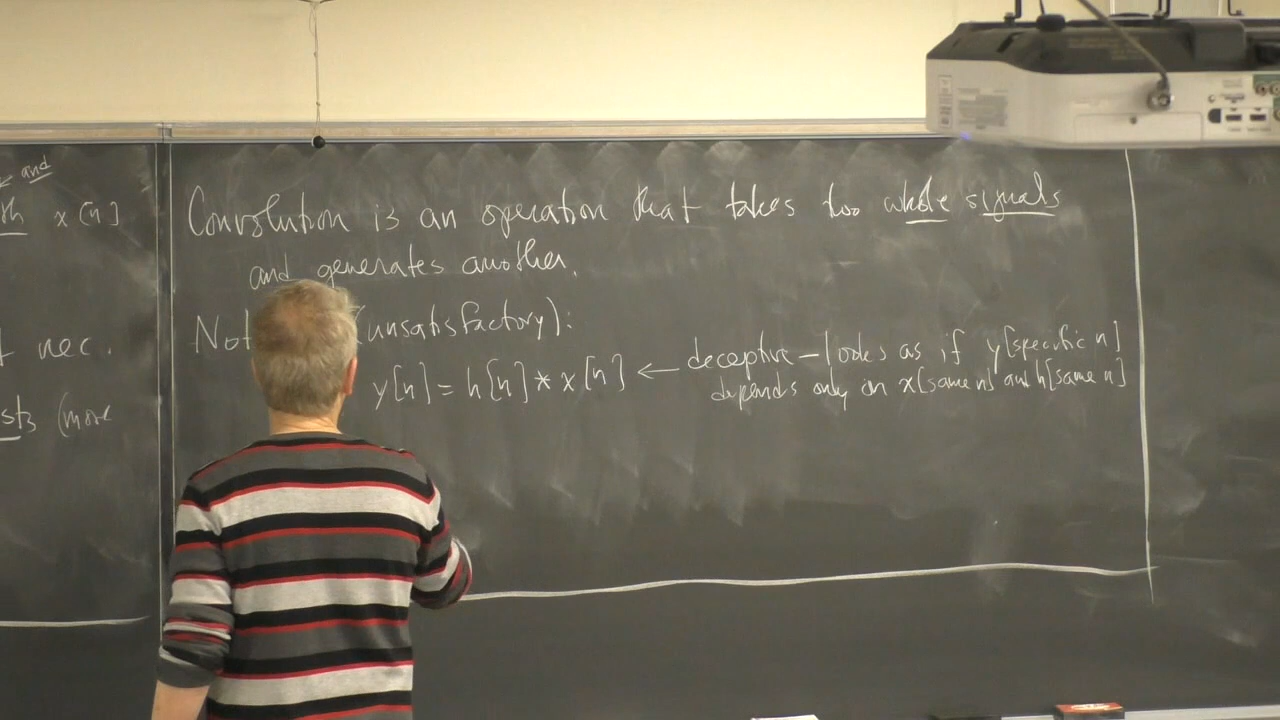 and
th x[n]
nec.
sts (more
Convolution is an operation that takes two whole signals
and generates another.
Not (unsatisfactory):
y[n] = h[n] * x[n] ← deceptive – looks as if y[specific n]
depends only on x[same n] and h[same n]